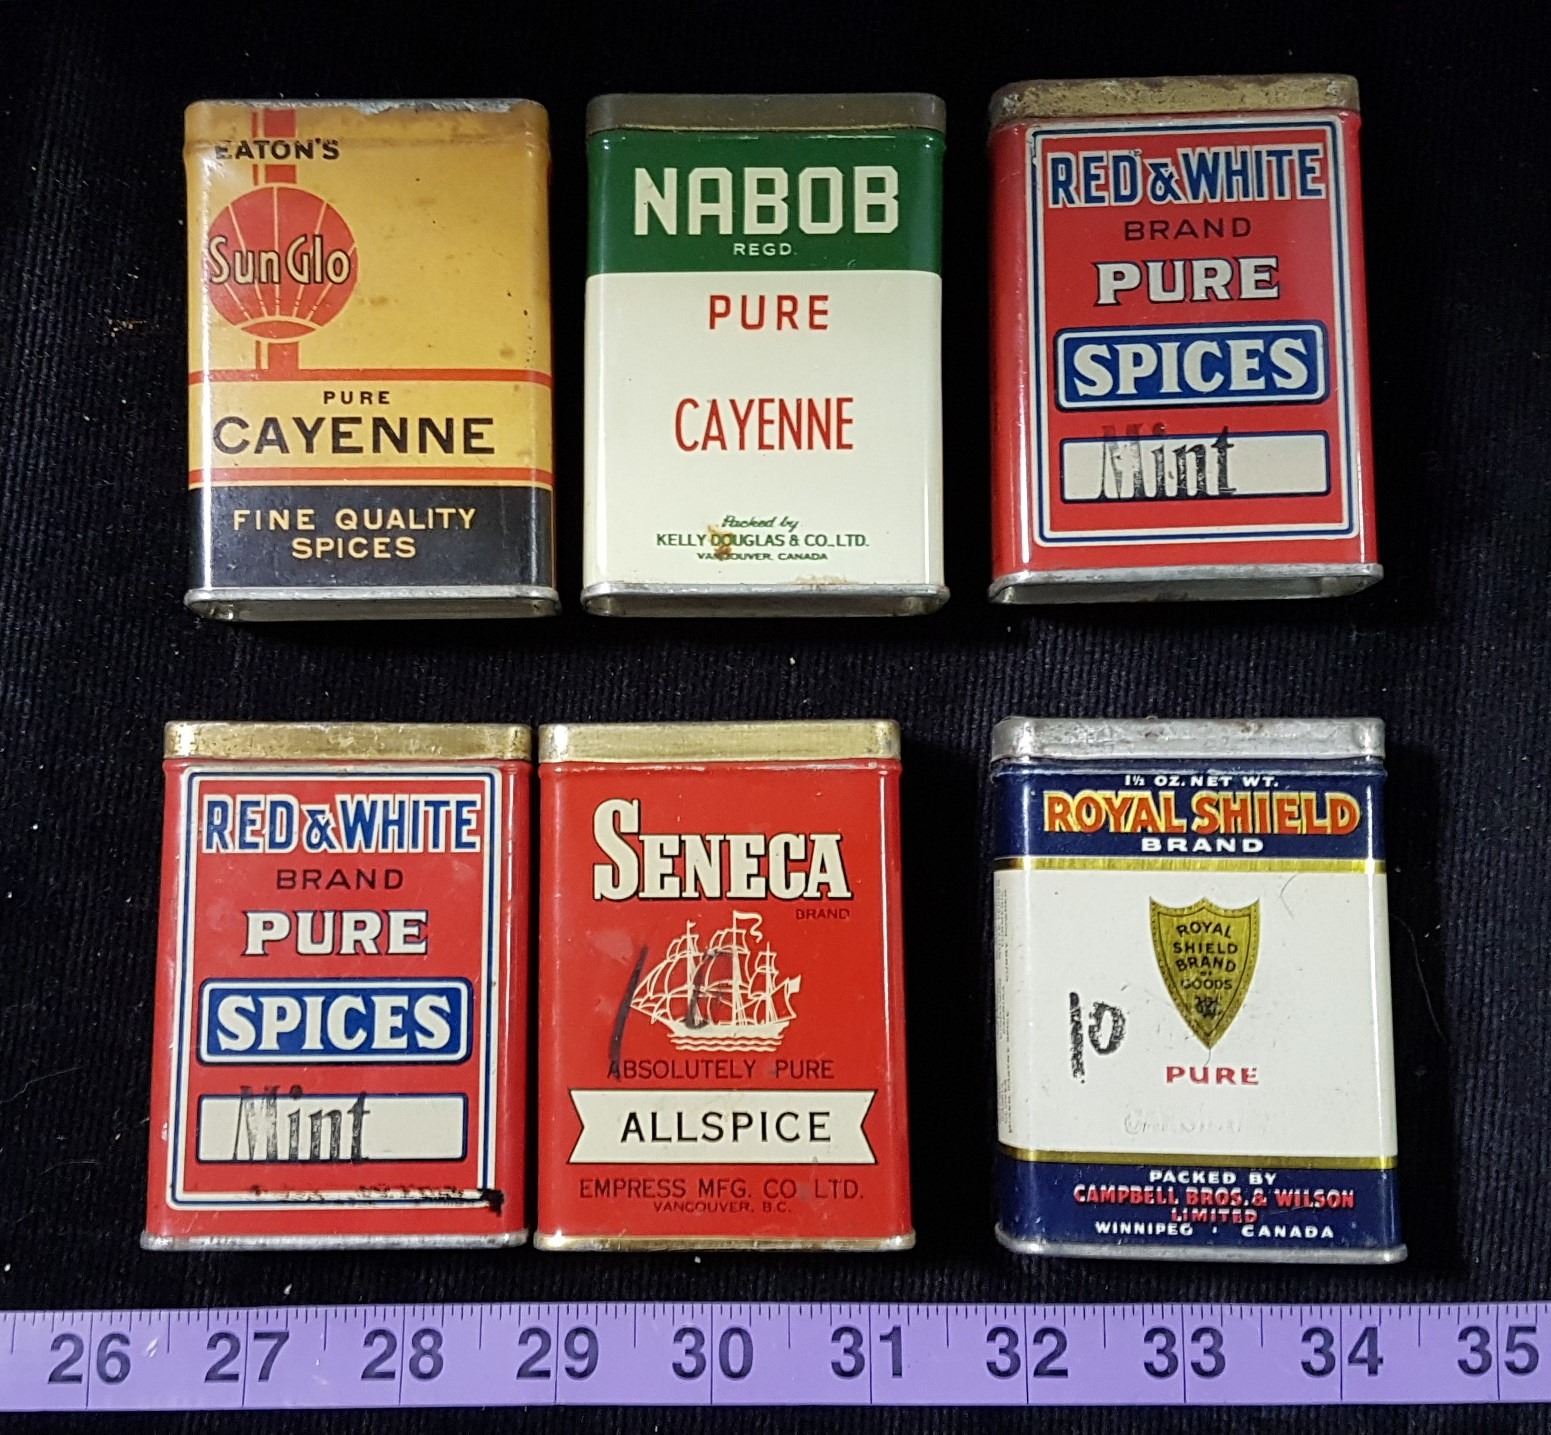 EATON'S
Sun Glo
PURE
CAYENNE
FINE QUALITY
SPICES
NABOB
REGD.
PURE
CAYENNE
Packed by
KELLY DOUGLAS & CO. LTD.
VANCOUVER, CANADA
RED & WHITE
BRAND
PURE
SPICES
Mint
RED & WHITE
BRAND
PURE
SPICES
Mint
SENECA
BRAND
ABSOLUTELY PURE
ALLSPICE
EMPRESS MFG. CO. LTD.
VANCOUVER, B.C.
1½ OZ. NET WT.
ROYAL SHIELD
BRAND
ROYAL
SHIELD
BRAND
OF
GOODS
10
PURE
PACKED BY
CAMPBELL BROS. & WILSON
LIMITED
WINNIPEG · CANADA
26 27 28 29 30 31 32 33 34 35